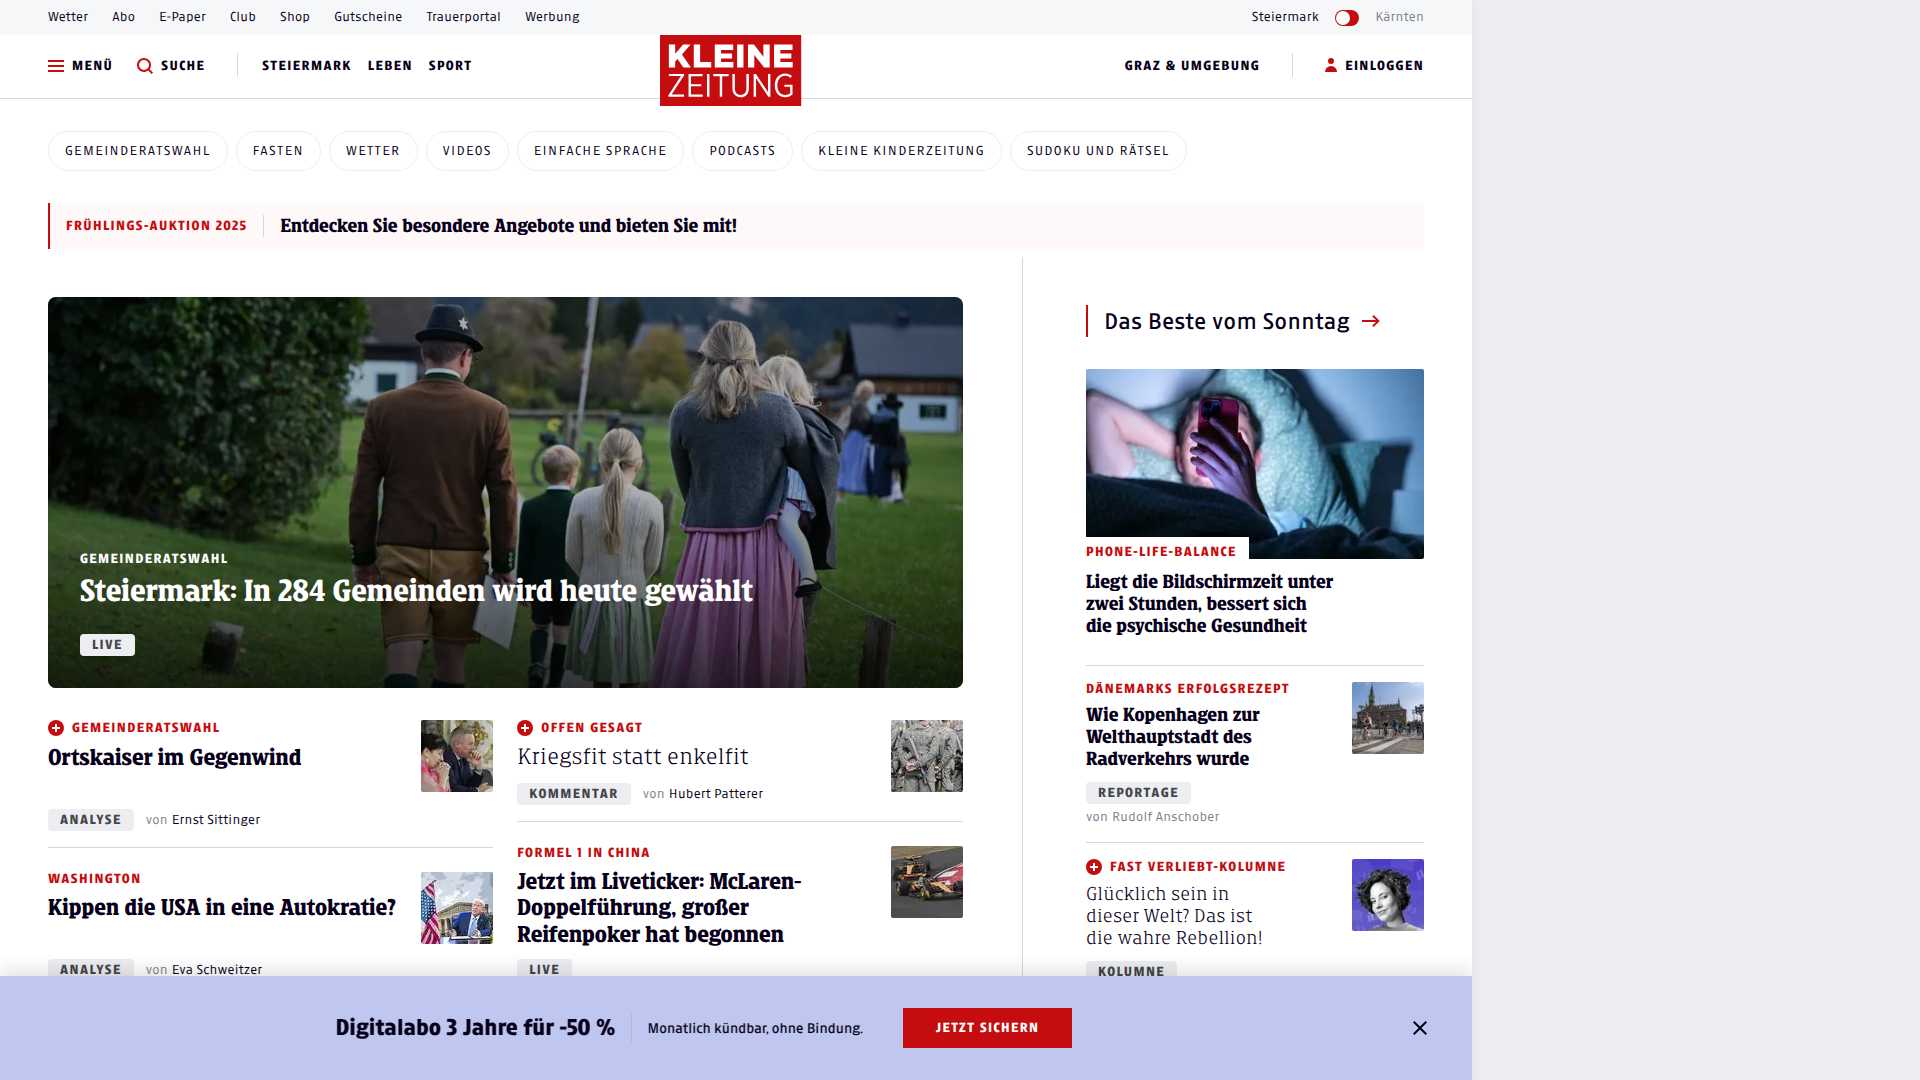 Wetter Abo E-Paper Club Shop Gutscheine Trauerportal Werbung Steiermark Kärnten
MENÜ SUCHE STEIERMARK LEBEN SPORT KLEINE ZEITUNG GRAZ & UMGEBUNG EINLOGGEN
GEMEINDERATSWAHL FASTEN WETTER VIDEOS EINFACHE SPRACHE PODCASTS KLEINE KINDERZEITUNG SUDOKU UND RÄTSEL
FRÜHLINGS-AUKTION 2025 Entdecken Sie besondere Angebote und bieten Sie mit!
GEMEINDERATSWAHL
Steiermark: In 284 Gemeinden wird heute gewählt
LIVE
GEMEINDERATSWAHL
Ortskaiser im Gegenwind
ANALYSE von Ernst Sittinger
WASHINGTON
Kippen die USA in eine Autokratie?
ANALYSE von Eva Schweitzer
OFFEN GESAGT
Kriegsfit statt enkelfit
KOMMENTAR von Hubert Patterer
FORMEL 1 IN CHINA
Jetzt im Liveticker: McLaren-
Doppelführung, großer
Reifenpoker hat begonnen
LIVE
Das Beste vom Sonntag
PHONE-LIFE-BALANCE
Liegt die Bildschirmzeit unter
zwei Stunden, bessert sich
die psychische Gesundheit
DÄNEMARKS ERFOLGSREZEPT
Wie Kopenhagen zur
Welthauptstadt des
Radverkehrs wurde
REPORTAGE
von Rudolf Anschober
FAST VERLIEBT-KOLUMNE
Glücklich sein in
dieser Welt? Das ist
die wahre Rebellion!
KOLUMNE
Digitalabo 3 Jahre für -50 % Monatlich kündbar, ohne Bindung. JETZT SICHERN